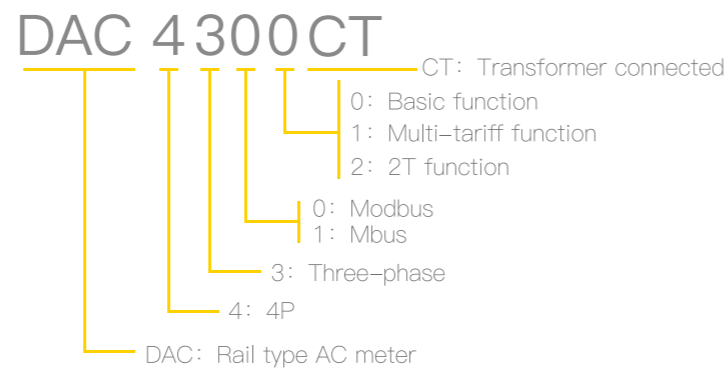 DAC 4300CT
CT: Transformer connected
0: Basic function
1: Multi-tariff function
2: 2T function
0: Modbus
1: Mbus
3: Three-phase
4: 4P
DAC: Rail type AC meter